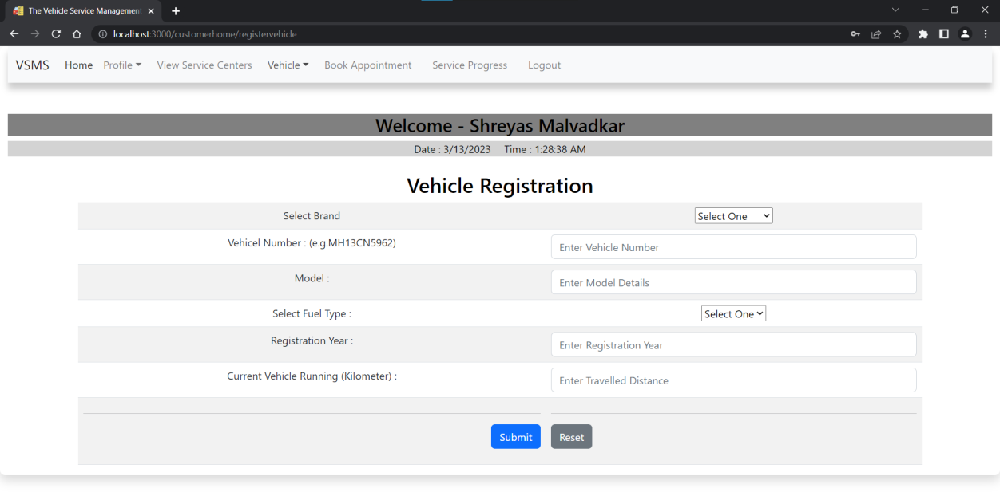 The Vehicle Service Management
localhost:3000/customerhome/registervehicle
VSMS Home Profile View Service Centers Vehicle Book Appointment Service Progress Logout
Welcome - Shreyas Malvadkar
Date : 3/13/2023 Time : 1:28:38 AM
Vehicle Registration
Select Brand Select One
Vehicel Number : (e.g.MH13CN5962) Enter Vehicle Number
Model : Enter Model Details
Select Fuel Type : Select One
Registration Year : Enter Registration Year
Current Vehicle Running (Kilometer) : Enter Travelled Distance
Submit Reset